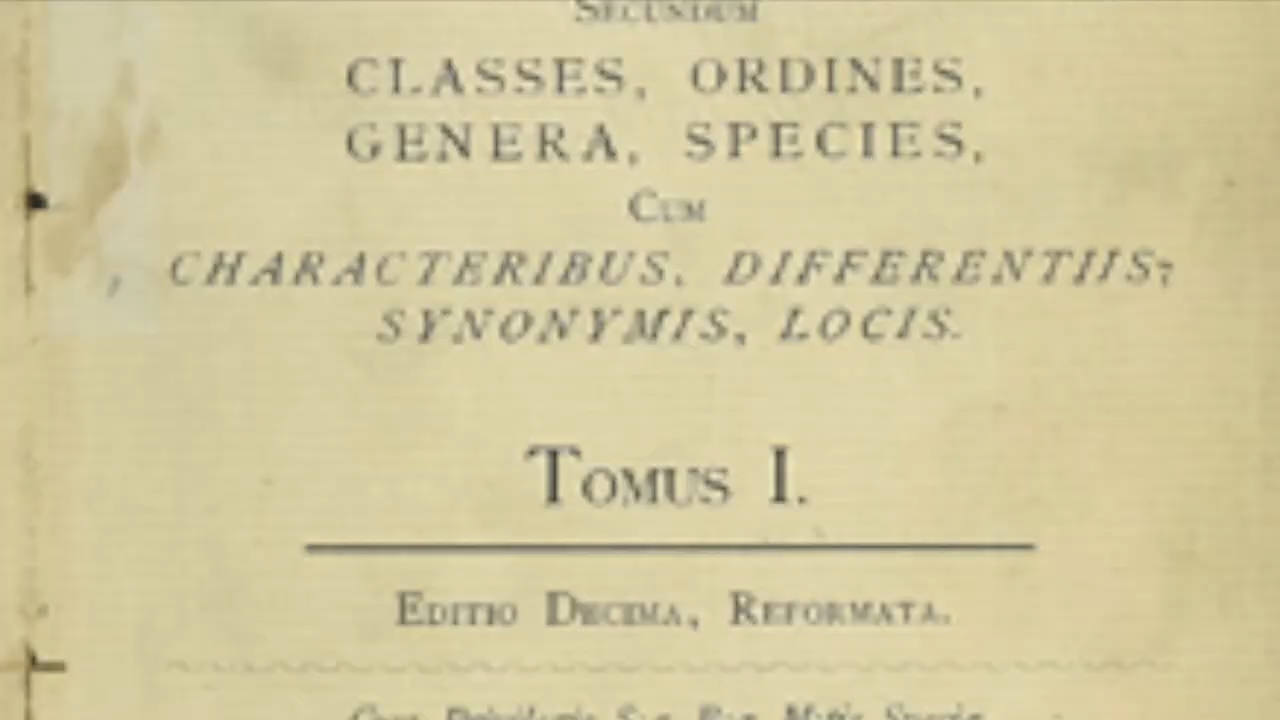 SECUNDUM
CLASSES, ORDINES,
GENERA, SPECIES,
CUM
CHARACTERIBUS, DIFFERENTIIS,
SYNONYMIS, LOCIS.
TOMUS I.
EDITIO DECIMA, REFORMATA.